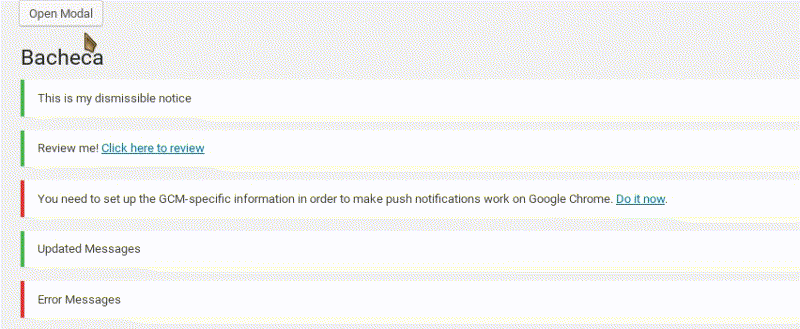 Open Modal
Bacheca
This is my dismissible notice
Review me! Click here to review
You need to set up the GCM-specific information in order to make push notifications work on Google Chrome. Do it now.
Updated Messages
Error Messages